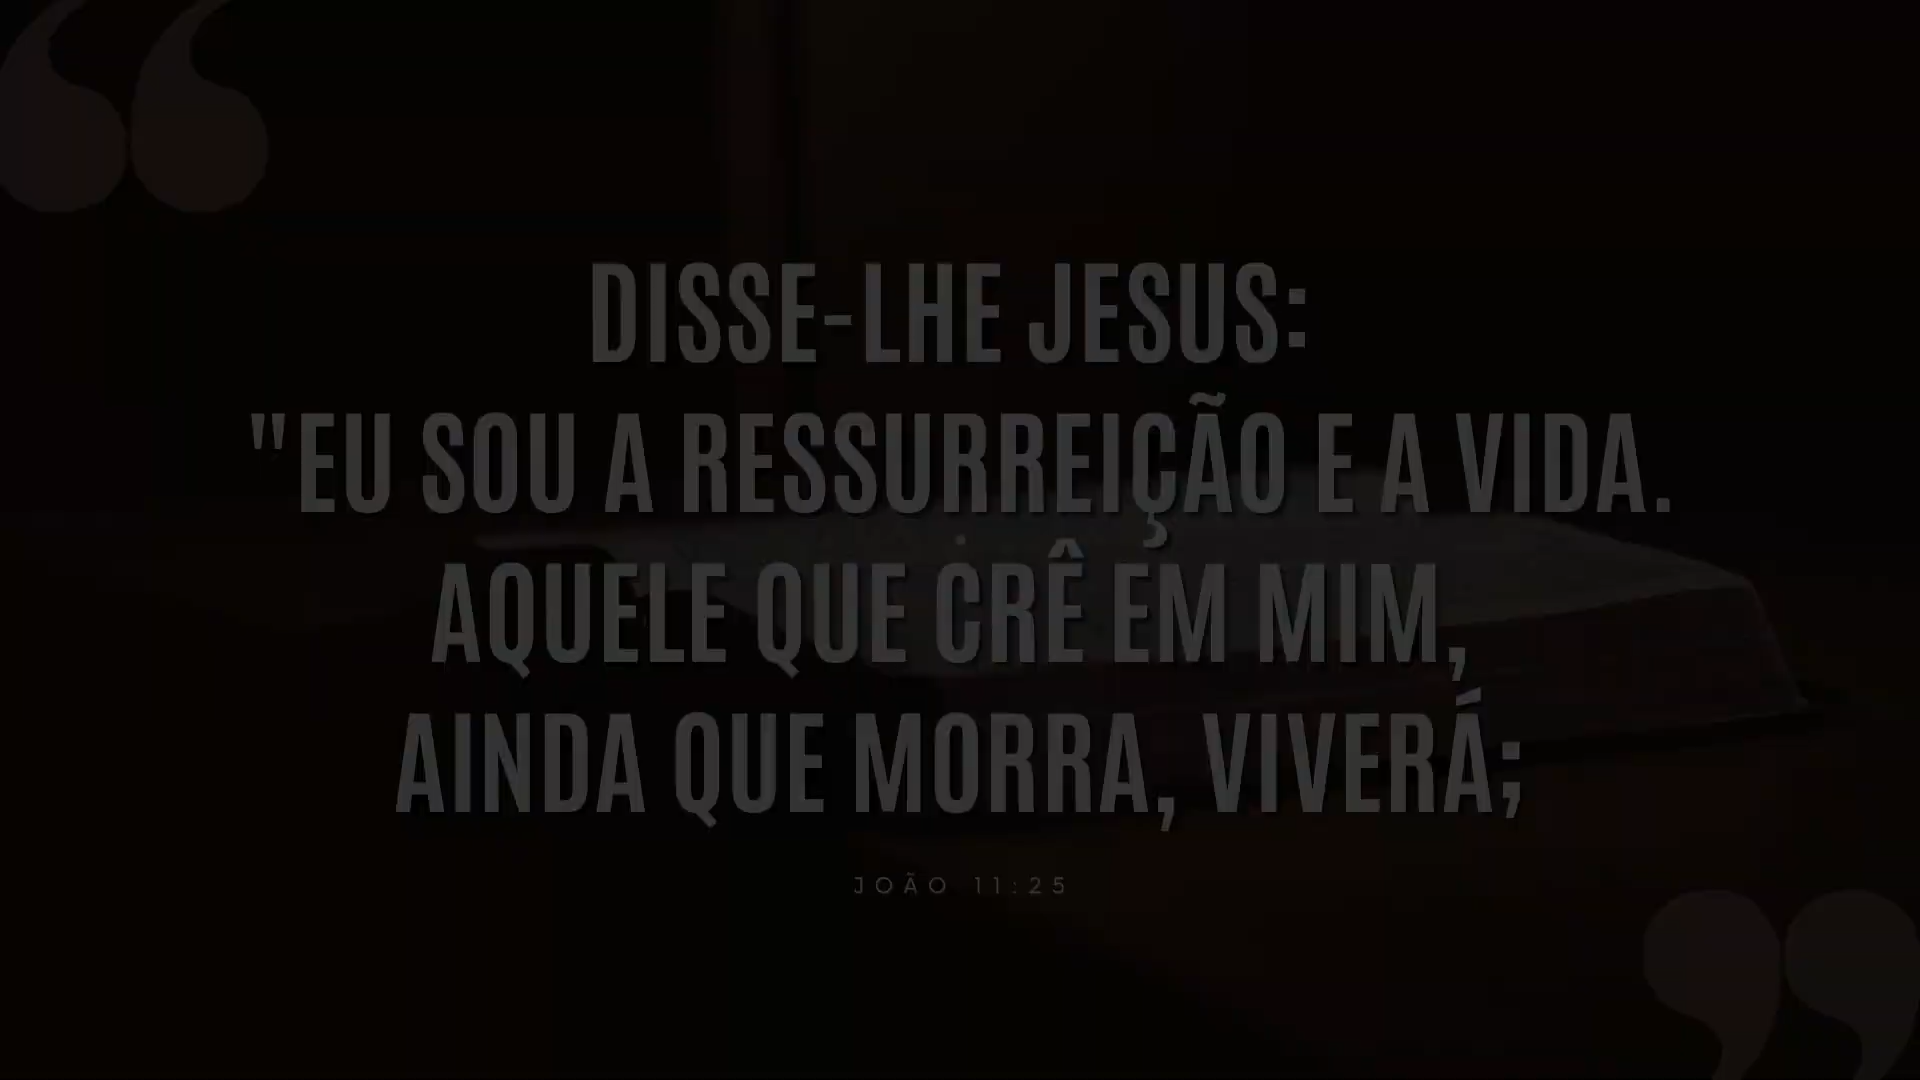 DISSE-LHE JESUS:
"EU SOU A RESSURREIÇÃO E A VIDA.
AQUELE QUE CRÊ EM MIM,
AINDA QUE MORRA, VIVERÁ;
JOÃO 11:25